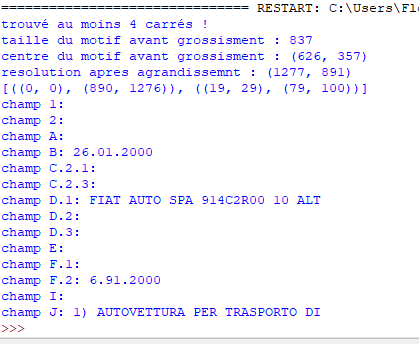 =============================== RESTART: C:\Users\Fl
trouvé au moins 4 carrés !
taille du motif avant grossisment : 837
centre du motif avant grossisment : (626, 357)
resolution apres agrandissemnt : (1277, 891)
[((0, 0), (890, 1276)), ((19, 29), (79, 100))]
champ 1:
champ 2:
champ A:
champ B: 26.01.2000
champ C.2.1:
champ C.2.3:
champ D.1: FIAT AUTO SPA 914C2R00 10 ALT
champ D.2:
champ D.3:
champ E:
champ F.1:
champ F.2: 6.91.2000
champ I:
champ J: 1) AUTOVETTURA PER TRASPORTO DI
>>>